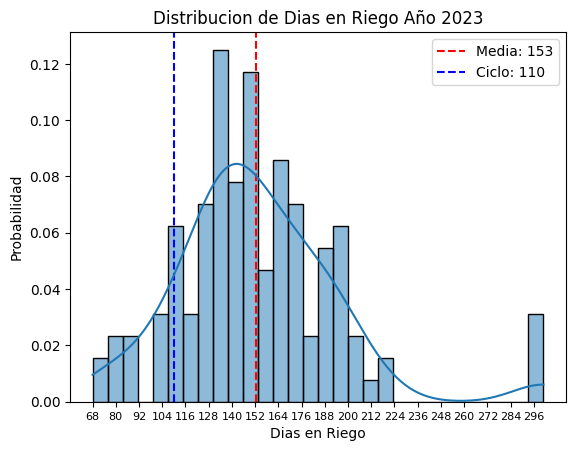 Distribucion de Dias en Riego Año 2023
Media: 153
Ciclo: 110
Probabilidad
0.12
0.10
0.08
0.06
0.04
0.02
0.00
68 80 92 104 116 128 140 152 164 176 188 200 212 224 236 248 260 272 284 296
Dias en Riego